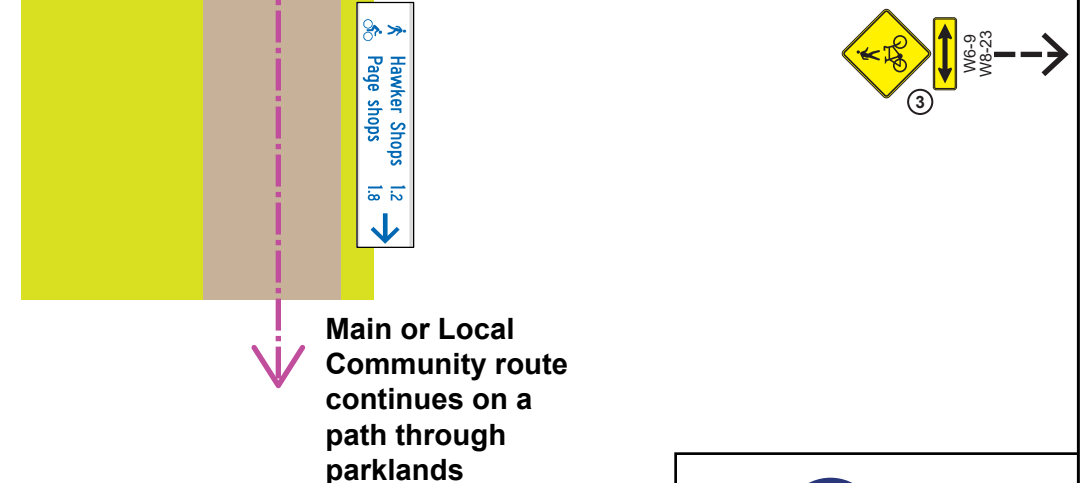 Hawker Shops 1.2
Page shops 1.8
W6-9
W8-23
3
Main or Local
Community route
continues on a
path through
parklands